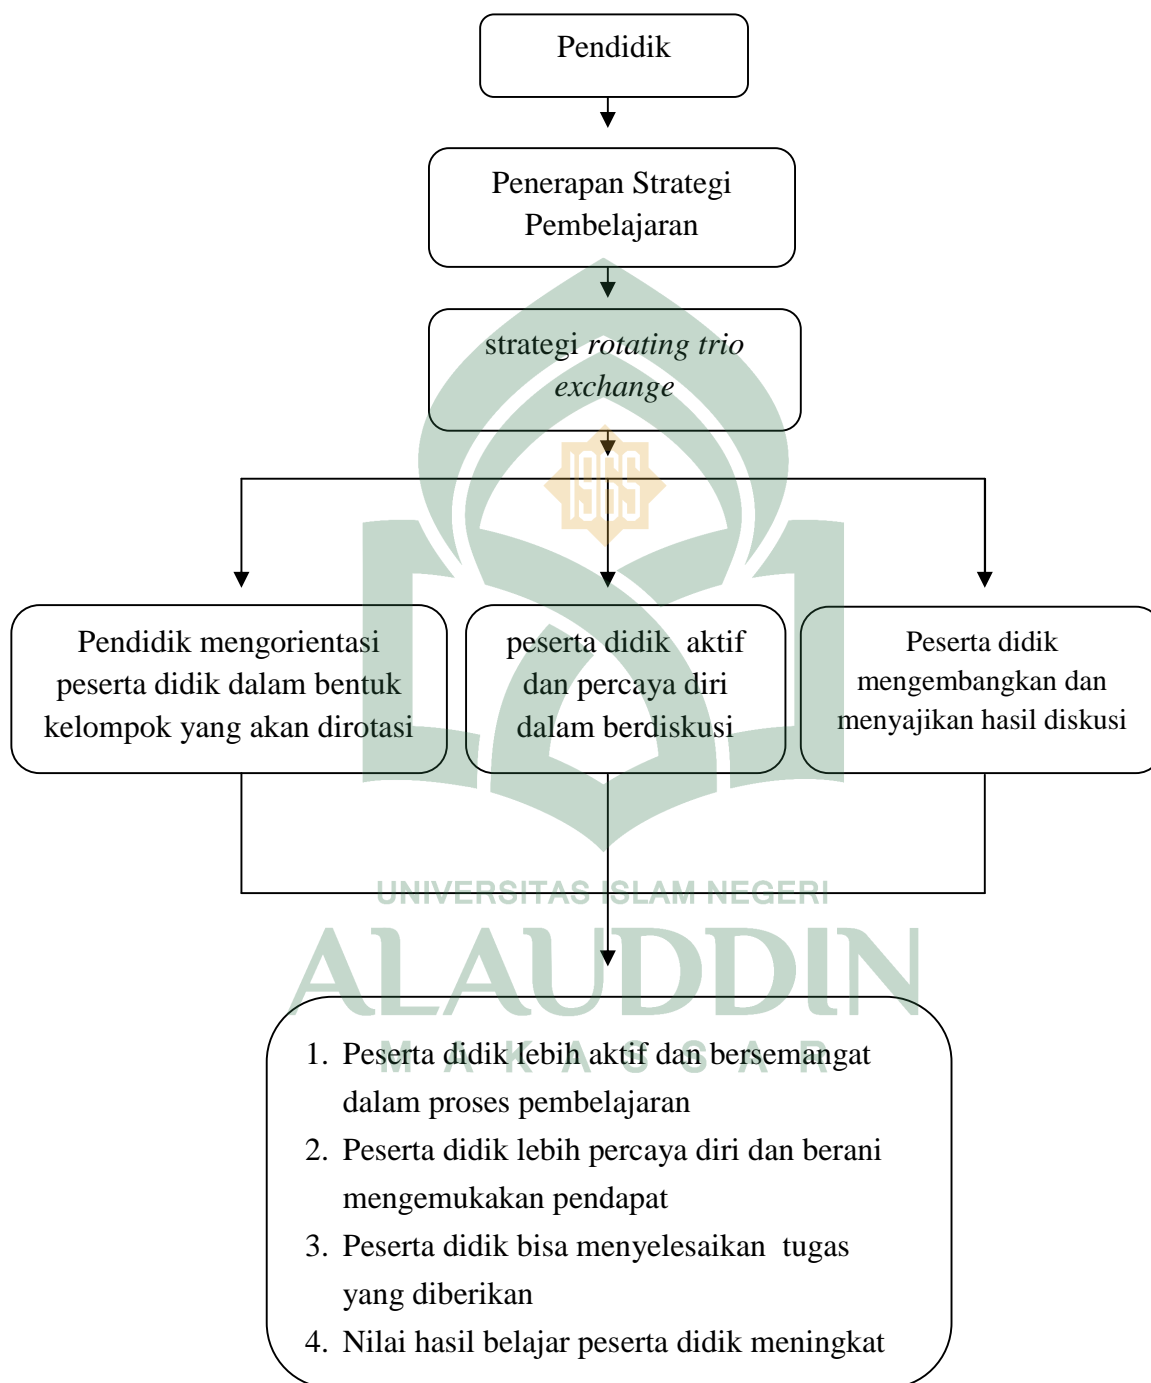 Pendidik
Penerapan Strategi
Pembelajaran
strategi rotating trio
exchange
1965
Pendidik mengorientasi
peserta didik dalam bentuk
kelompok yang akan dirotasi
peserta didik aktif
dan percaya diri
dalam berdiskusi
Peserta didik
mengembangkan dan
menyajikan hasil diskusi
UNIVERSITAS ISLAM NEGERI
ALAUDDIN
MAKASSAR
1. Peserta didik lebih aktif dan bersemangat
dalam proses pembelajaran
2. Peserta didik lebih percaya diri dan berani
mengemukakan pendapat
3. Peserta didik bisa menyelesaikan tugas
yang diberikan
4. Nilai hasil belajar peserta didik meningkat